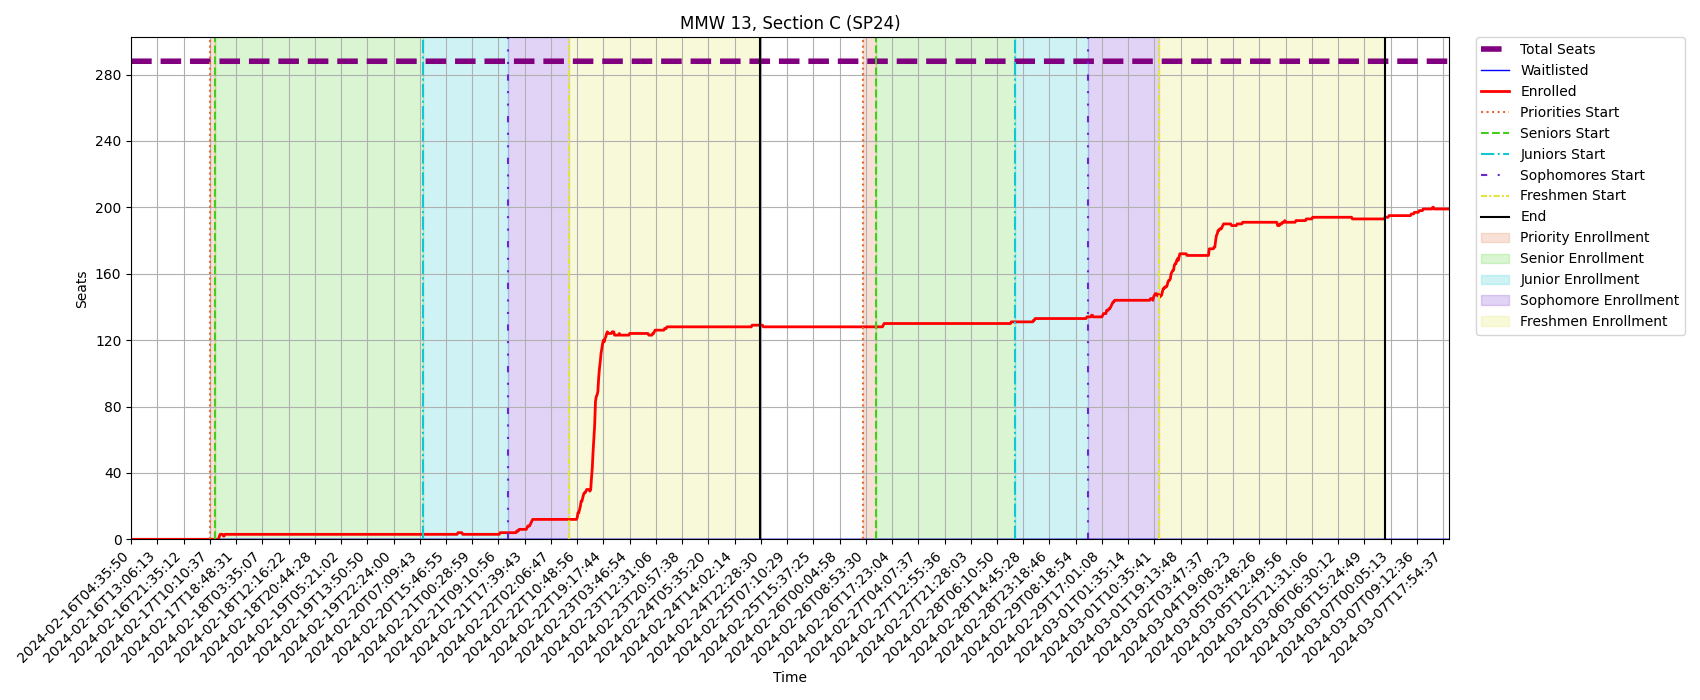 MMW 13, Section C (SP24)
Seats
280
240
200
160
120
80
40
0
2024-02-16T04:35:50
2024-02-16T13:06:13
2024-02-16T21:35:12
2024-02-17T10:10:37
2024-02-17T18:48:31
2024-02-18T03:35:07
2024-02-18T12:16:22
2024-02-18T20:44:28
2024-02-19T05:21:02
2024-02-19T13:50:50
2024-02-19T22:24:00
2024-02-20T07:09:43
2024-02-20T15:46:55
2024-02-21T00:28:59
2024-02-21T09:10:56
2024-02-21T17:39:43
2024-02-22T02:06:47
2024-02-22T10:48:56
2024-02-22T19:17:44
2024-02-23T03:46:54
2024-02-23T12:31:06
2024-02-23T20:57:38
2024-02-24T05:35:20
2024-02-24T14:02:14
2024-02-24T22:28:30
2024-02-25T07:10:29
2024-02-25T15:37:25
2024-02-26T00:04:58
2024-02-26T08:53:30
2024-02-26T17:23:04
2024-02-27T04:07:37
2024-02-27T12:55:36
2024-02-27T21:28:03
2024-02-28T06:10:50
2024-02-28T14:45:28
2024-02-28T23:18:46
2024-02-29T08:18:54
2024-02-29T17:01:08
2024-03-01T01:35:14
2024-03-01T10:35:41
2024-03-01T19:13:48
2024-03-02T03:47:37
2024-03-04T19:08:23
2024-03-05T03:48:26
2024-03-05T12:49:56
2024-03-05T21:31:06
2024-03-06T06:30:12
2024-03-06T15:24:49
2024-03-07T00:05:13
2024-03-07T09:12:36
2024-03-07T17:54:37
Time
Total Seats
Waitlisted
Enrolled
Priorities Start
Seniors Start
Juniors Start
Sophomores Start
Freshmen Start
End
Priority Enrollment
Senior Enrollment
Junior Enrollment
Sophomore Enrollment
Freshmen Enrollment